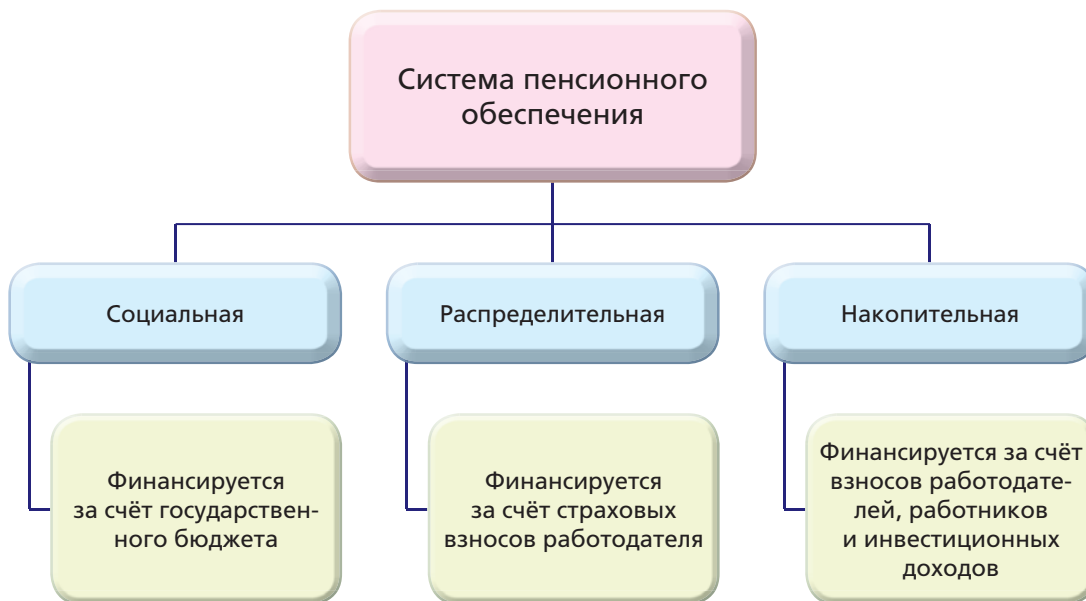 Система пенсионного
обеспечения
Социальная
Распределительная
Накопительная
Финансируется
за счёт государствен-
ного бюджета
Финансируется
за счёт страховых
взносов работодателя
Финансируется за счёт
взносов работодате-
лей, работников
и инвестиционных
доходов